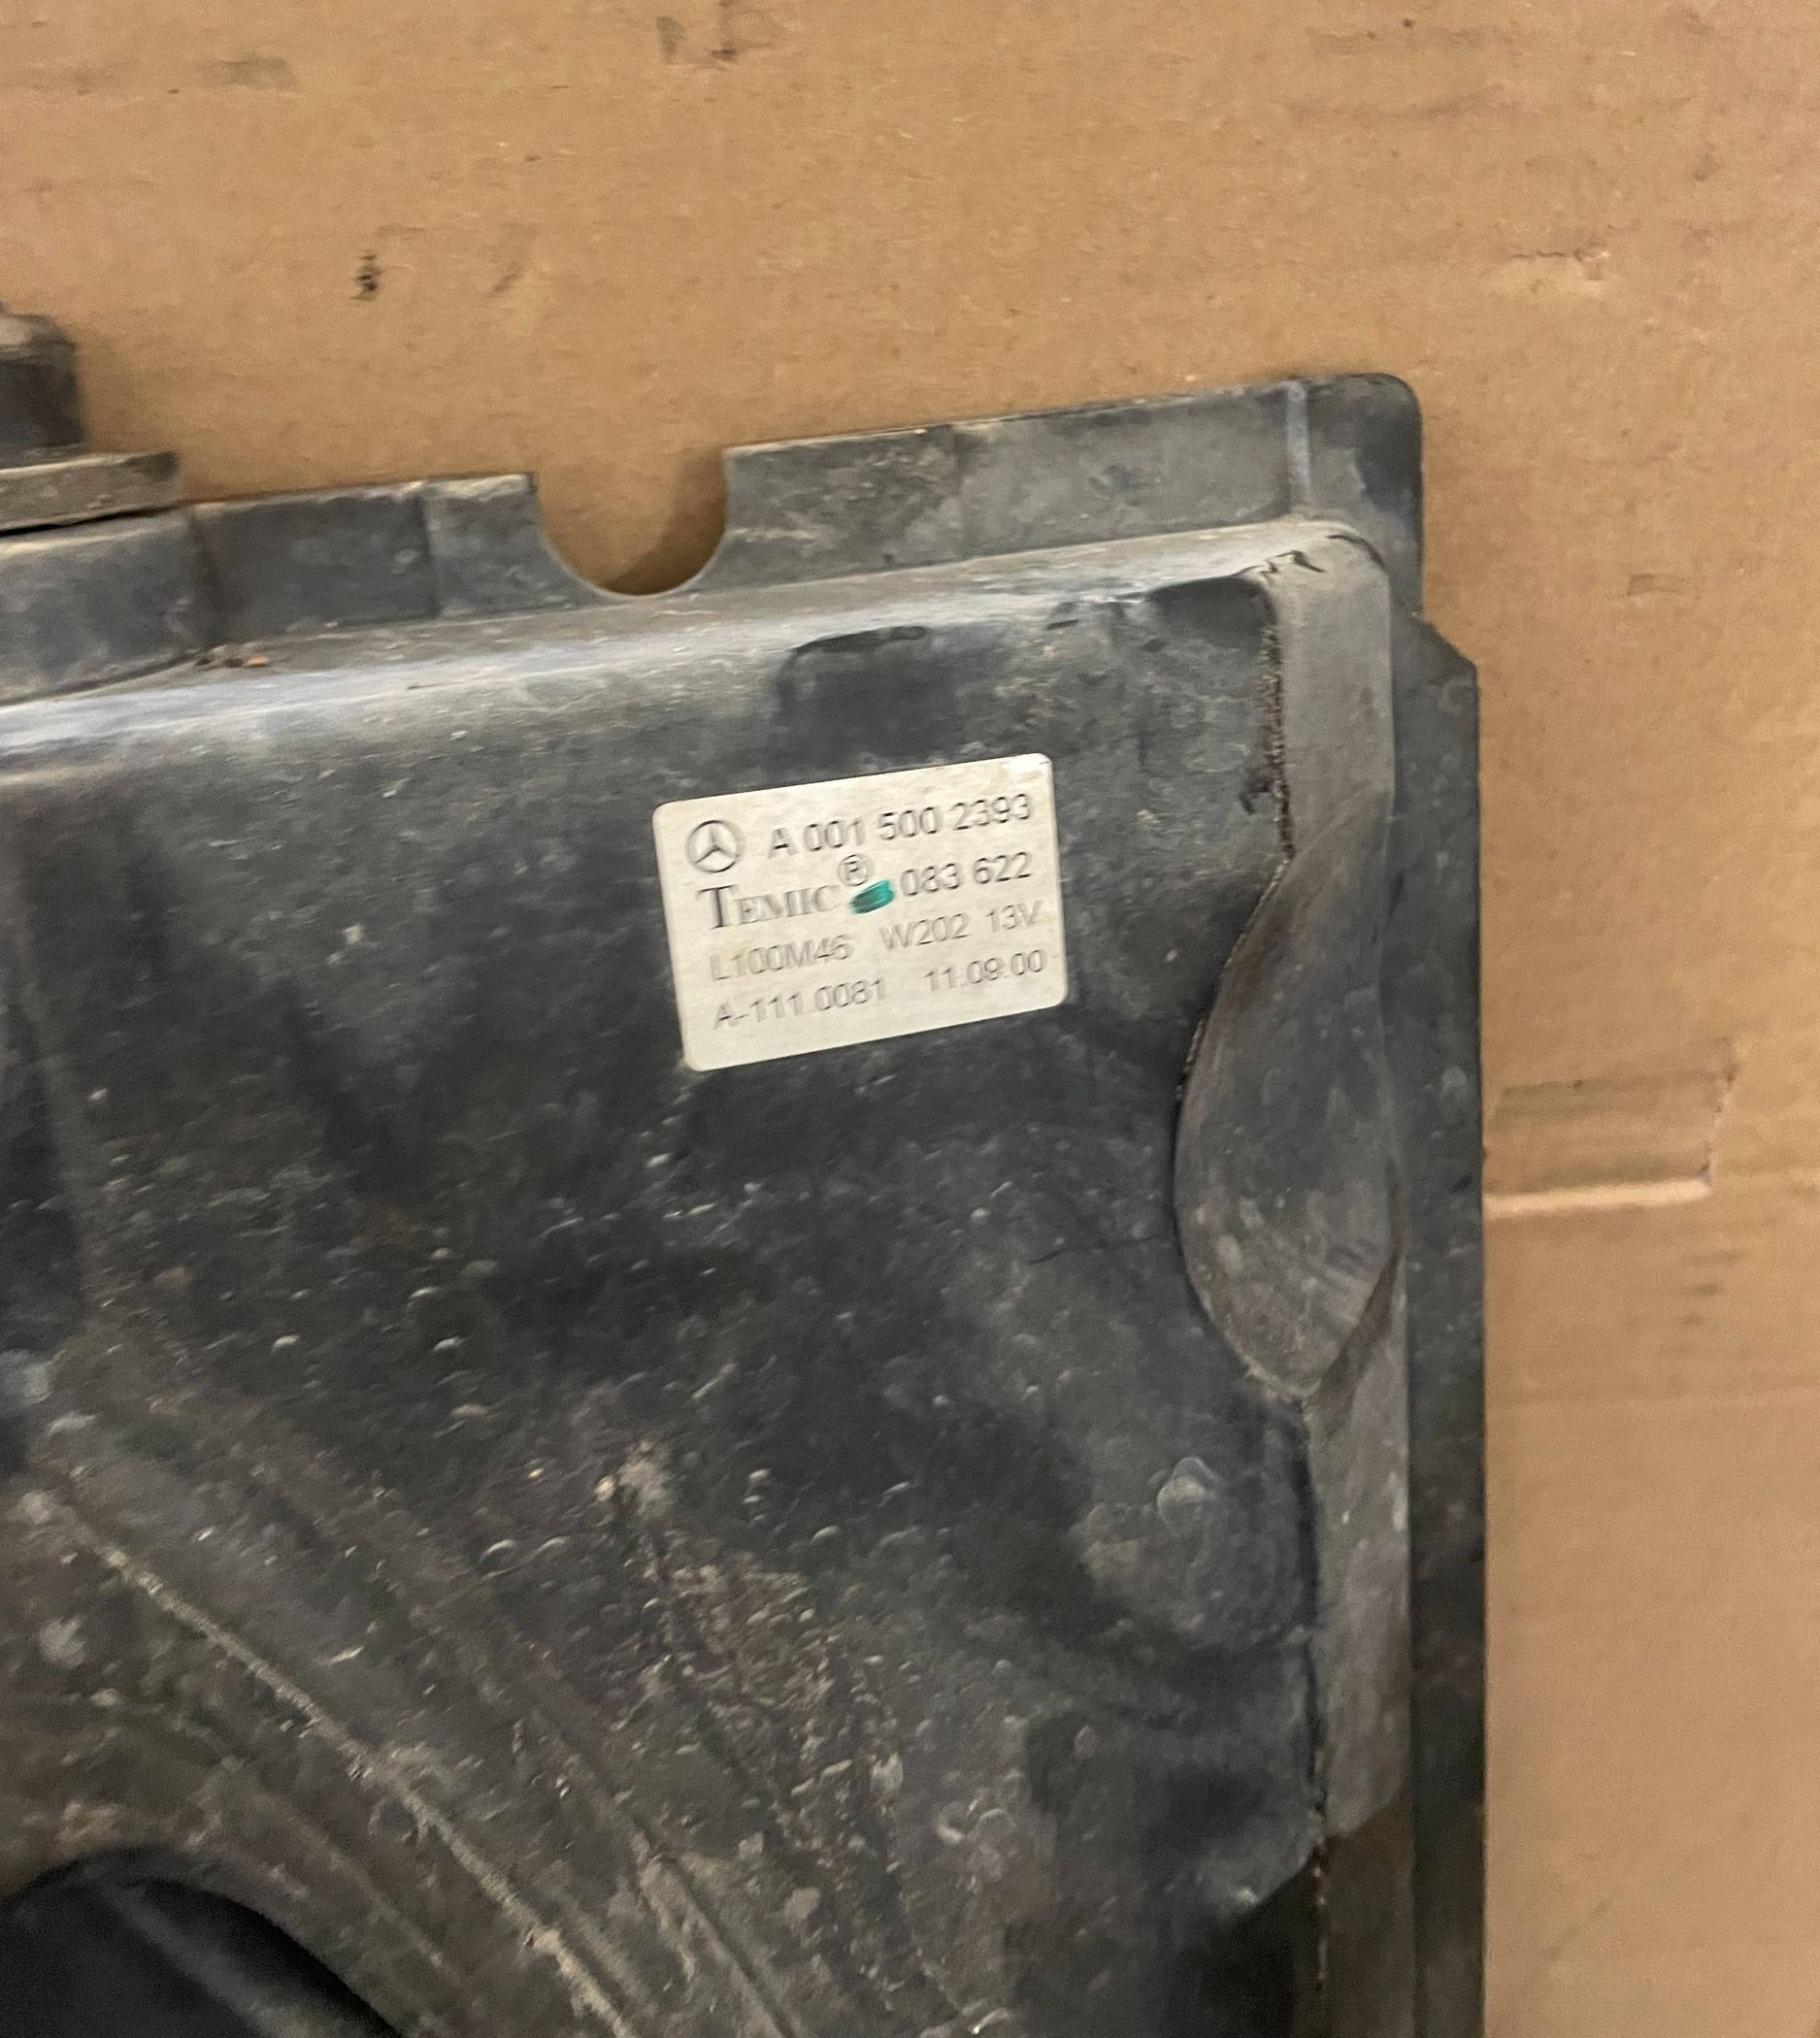 A 001 500 2393
TEMIC® 083 622
L100M46 W202 13V
A-111 0081 11.09.00